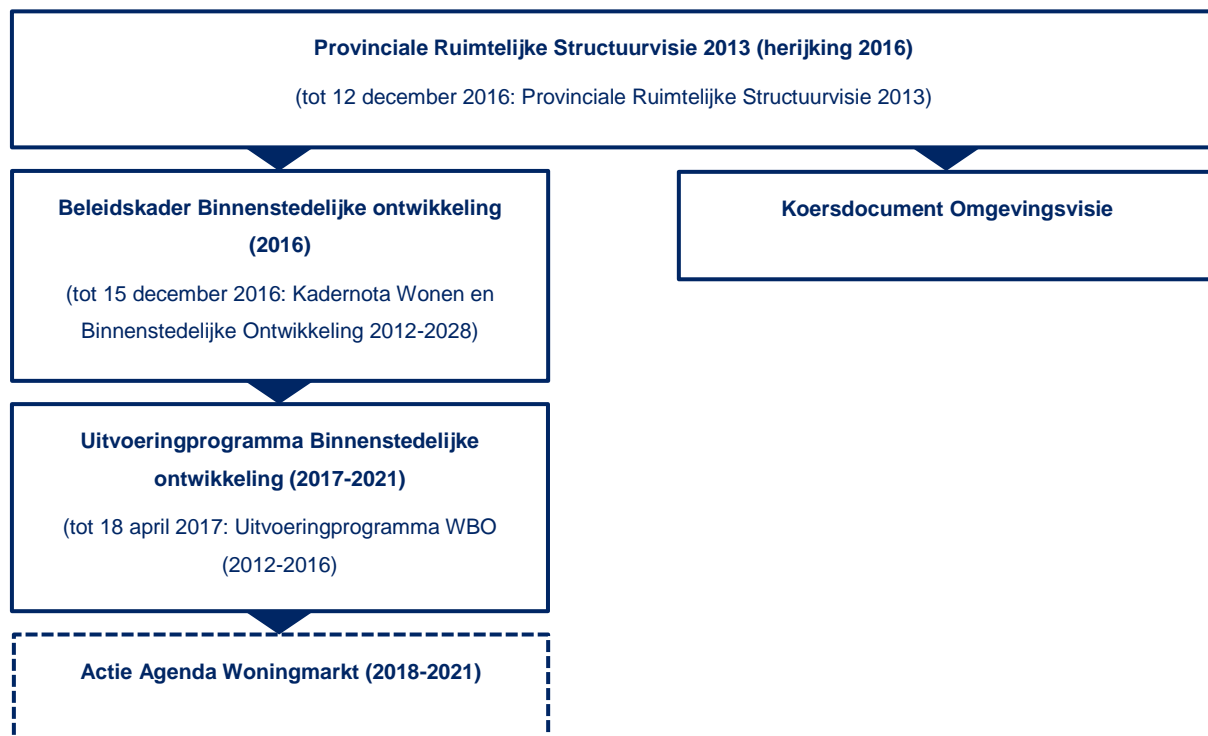 Provinciale Ruimtelijke Structuurvisie 2013 (herijking 2016)
(tot 12 december 2016: Provinciale Ruimtelijke Structuurvisie 2013)
Beleidskader Binnenstedelijke ontwikkeling
(2016)
(tot 15 december 2016: Kadernota Wonen en
Binnenstedelijke Ontwikkeling 2012-2028)
Koersdocument Omgevingsvisie
Uitvoeringprogramma Binnenstedelijke
ontwikkeling (2017-2021)
(tot 18 april 2017: Uitvoeringprogramma WBO
(2012-2016)
Actie Agenda Woningmarkt (2018-2021)